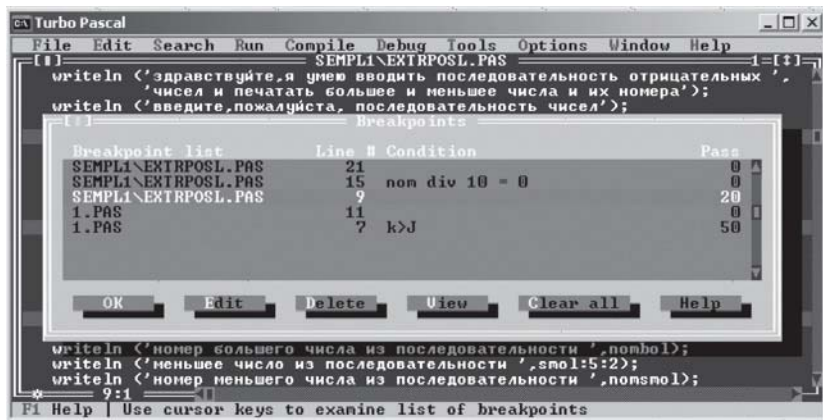 Turbo Pascal
File Edit Search Run Compile Debug Tools Options Window Help
SEMPL1\EXTRPOSL.PAS 1=[↕]
writeln ('здравствуйте,я умею вводить последовательность отрицательных ',
'чисел и печатать большее и меньшее числа и их номера');
writeln ('введите,пожалуйста, последовательность чисел');
Breakpoints
Breakpoint list Line # Condition Pass
SEMPL1\EXTRPOSL.PAS 21 0
SEMPL1\EXTRPOSL.PAS 15 nom div 10 = 0 0
SEMPL1\EXTRPOSL.PAS 9 20
1.PAS 11 0
1.PAS 7 k>J 50
OK Edit Delete View Clear all Help
writeln ('номер большего числа из последовательности ',nombol);
writeln ('меньшее число из последовательности ',smol:5:2);
writeln ('номер меньшего числа из последовательности ',nomsmol);
9:1
F1 Help | Use cursor keys to examine list of breakpoints